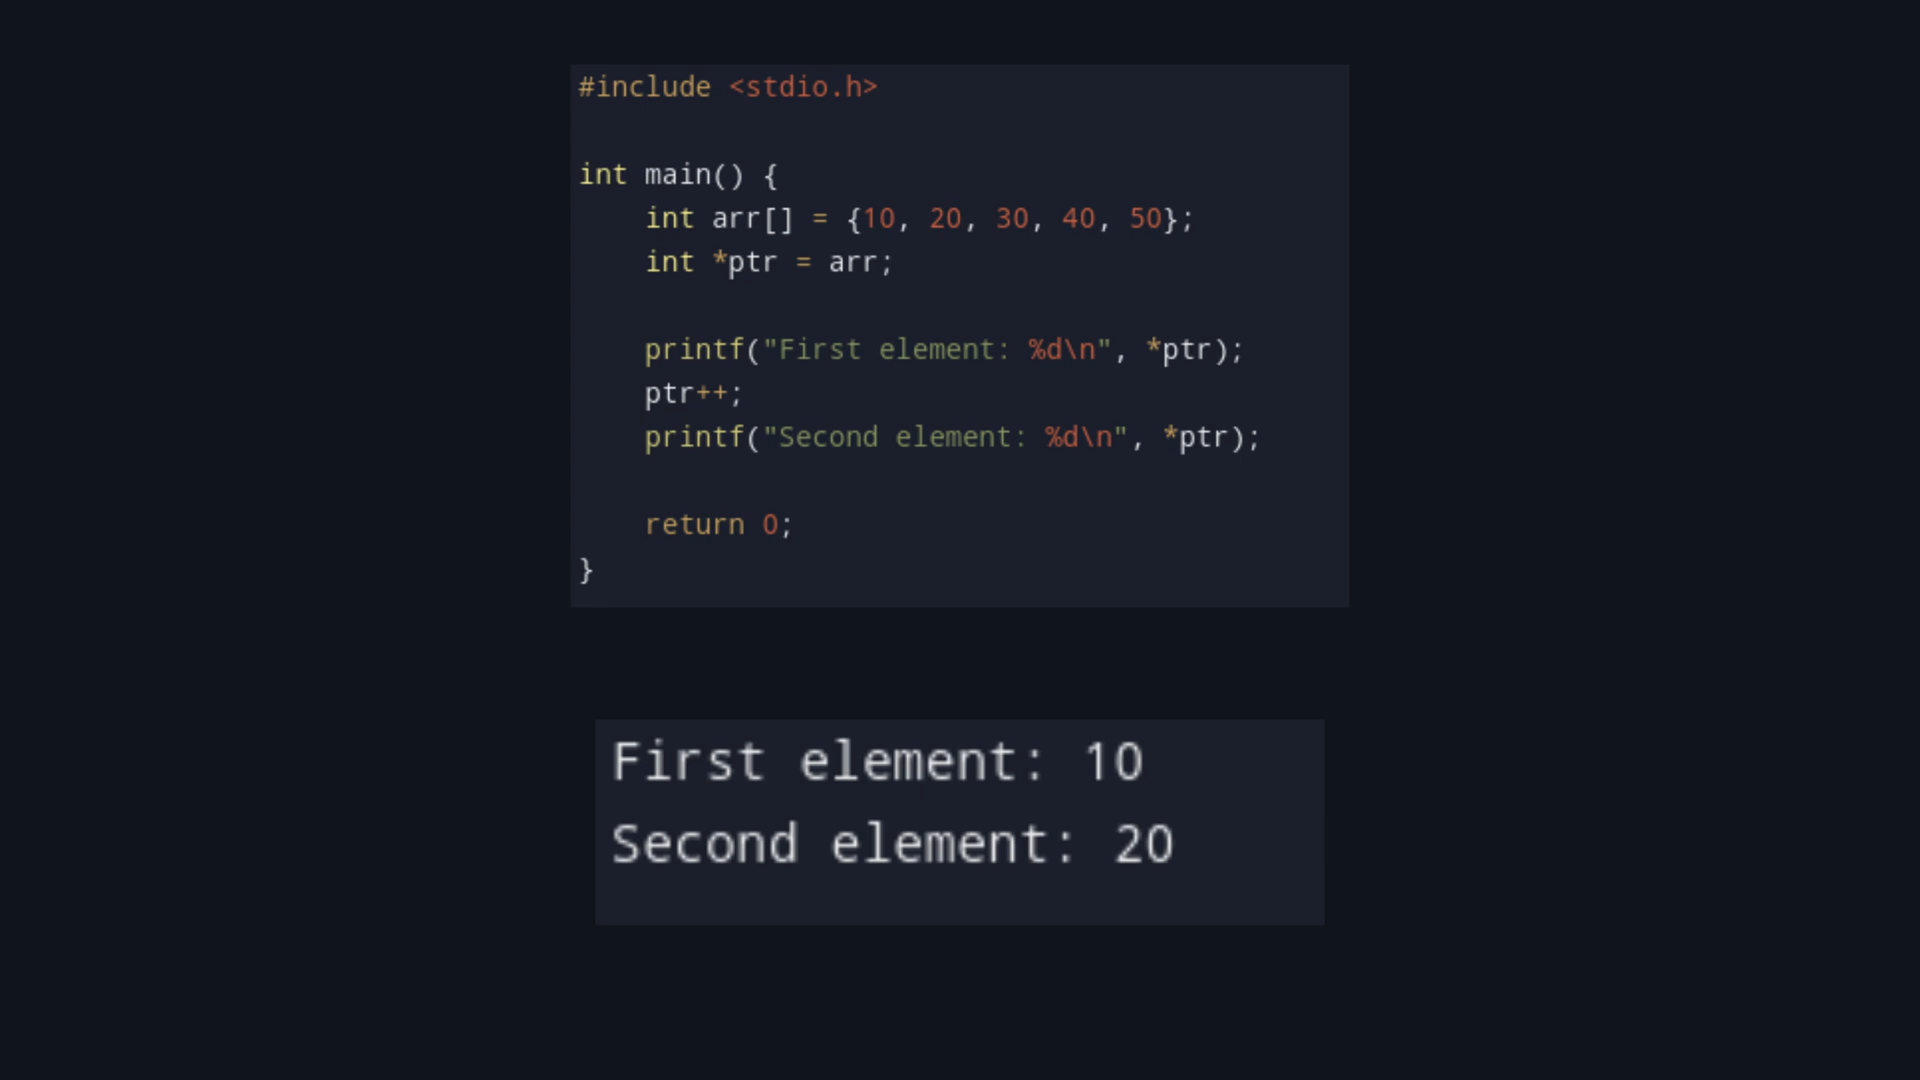 #include <stdio.h>
int main() {
    int arr[] = {10, 20, 30, 40, 50};
    int *ptr = arr;
    printf("First element: %d\n", *ptr);
    ptr++;
    printf("Second element: %d\n", *ptr);
    return 0;
}
First element: 10
Second element: 20